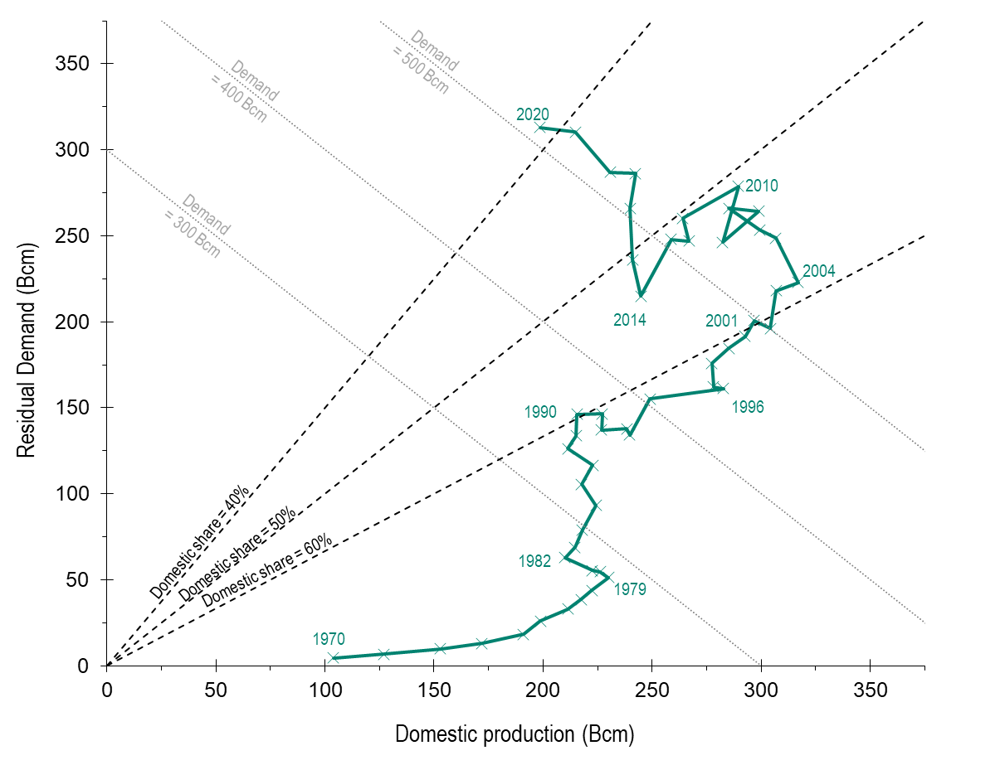 350
300
250
200
150
100
50
0
0
50
100
150
200
250
300
350
Residual Demand (Bcm)
Domestic production (Bcm)
Demand
= 500 Bcm
Demand
= 400 Bcm
Demand
= 300 Bcm
Domestic share = 40%
Domestic share = 50%
Domestic share = 60%
2020
2010
2004
2014
2001
1996
1990
1982
1979
1970